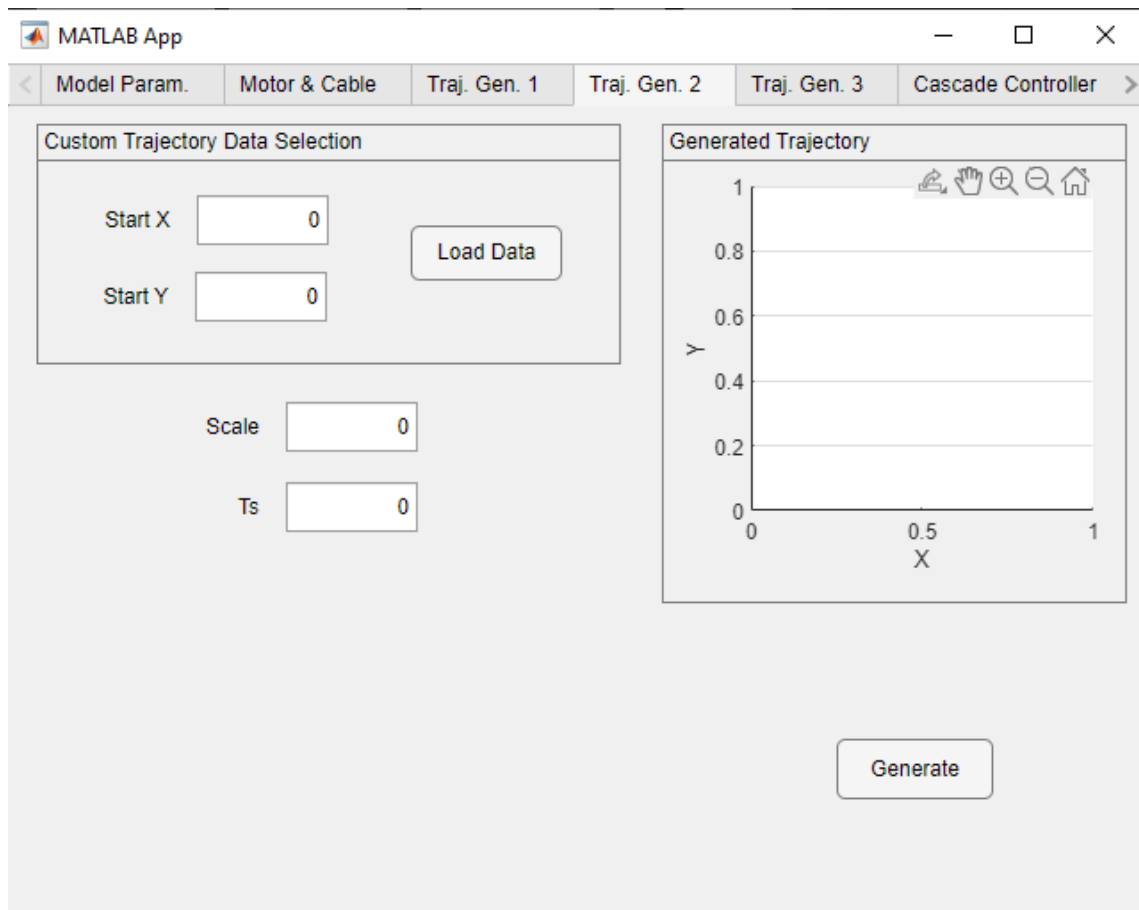 MATLAB App
Model Param. Motor & Cable Traj. Gen. 1 Traj. Gen. 2 Traj. Gen. 3 Cascade Controller
Custom Trajectory Data Selection
Start X 0
Load Data
Start Y 0
Scale 0
Ts 0
Generated Trajectory
1
0.8
0.6
Y
0.4
0.2
0
0 0.5 1
X
Generate